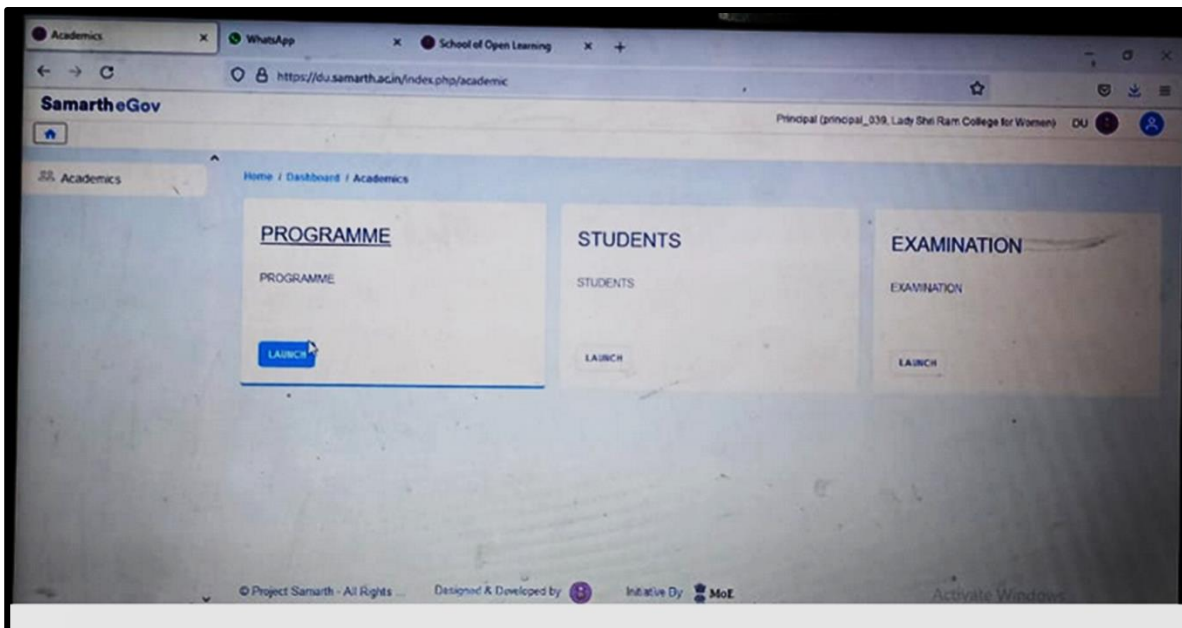 Academics
WhatsApp
School of Open Learning
https://du.samarth.ac.in/index.php/academic
Samarth eGov
Principal (principal_039, Lady Shri Ram College for Women) DU
Academics
Home / Dashboard / Academics
PROGRAMME
PROGRAMME
LAUNCH
STUDENTS
STUDENTS
LAUNCH
EXAMINATION
EXAMINATION
LAUNCH
© Project Samarth - All Rights ... Designed & Developed by Initiative By MoE
Activate Windows